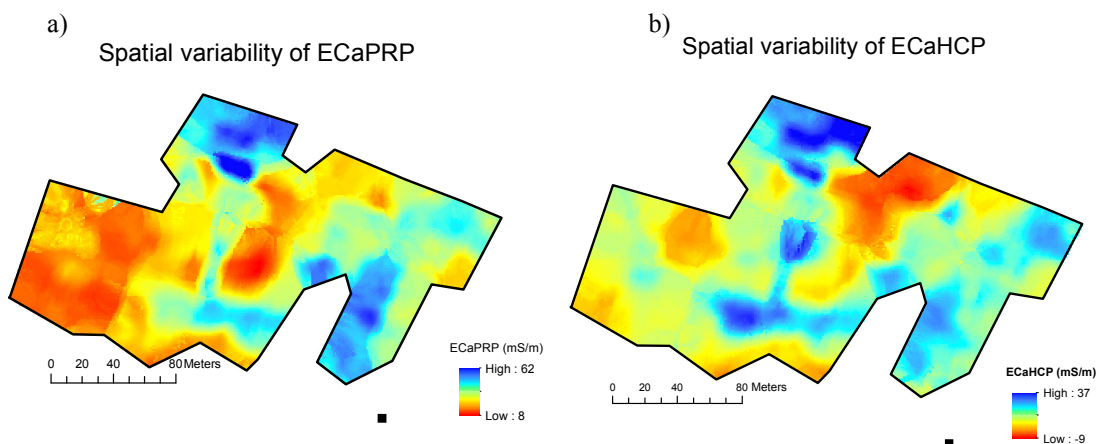 a)
Spatial variability of ECaPRP
0 20 40 80 Meters
ECaPRP (mS/m)
High : 62
Low : 8
b)
Spatial variability of ECaHCP
0 20 40 80 Meters
ECaHCP (mS/m)
High : 37
Low : -9